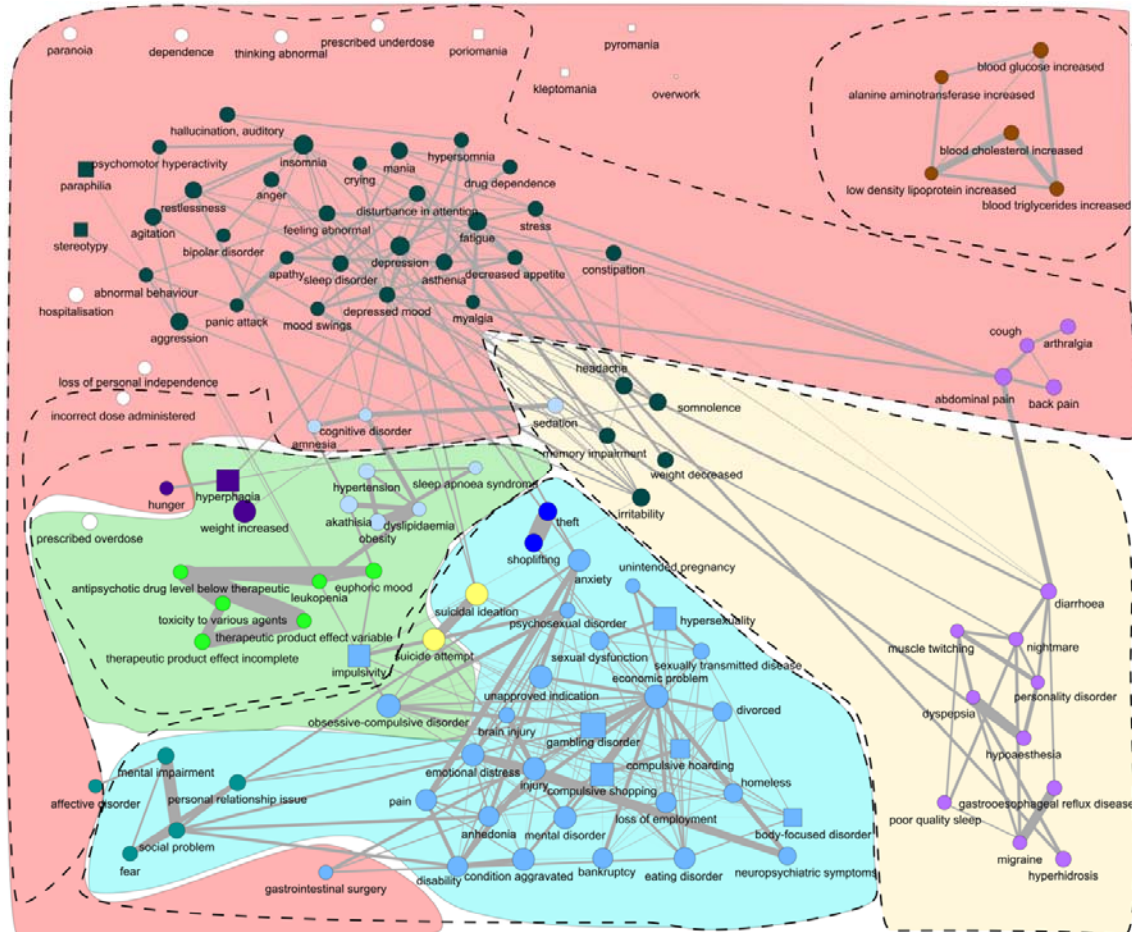 paranoia
dependence
thinking abnormal
prescribed underdose
poriomania
pyromania
kleptomania
overwork
blood glucose increased
alanine aminotransferase increased
blood cholesterol increased
low density lipoprotein increased
blood triglycerides increased
hallucination, auditory
psychomotor hyperactivity
insomnia
hypersomnia
mania
crying
drug dependence
paraphilia
anger
restlessness
disturbance in attention
stress
agitation
feeling abnormal
fatigue
stereotypy
bipolar disorder
depression
constipation
apathy
sleep disorder
asthenia
decreased appetite
abnormal behaviour
hospitalisation
panic attack
mood swings
depressed mood
myalgia
aggression
cough
arthralgia
abdominal pain
back pain
headache
somnolence
loss of personal independence
incorrect dose administered
cognitive disorder
amnesia
sedation
memory impairment
weight decreased
irritability
hunger
hyperphagia
weight increased
hypertension
sleep apnoea syndrome
akathisia
dyslipidaemia
obesity
prescribed overdose
theft
shoplifting
antipsychotic drug level below therapeutic
leukopenia
euphoric mood
toxicity to various agents
therapeutic product effect variable
therapeutic product effect incomplete
anxiety
unintended pregnancy
suicidal ideation
psychosexual disorder
hypersexuality
suicide attempt
impulsivity
sexual dysfunction
sexually transmitted disease
economic problem
unapproved indication
obsessive-compulsive disorder
brain injury
divorced
gambling disorder
compulsive hoarding
emotional distress
injury
compulsive shopping
homeless
pain
loss of employment
body-focused disorder
anhedonia
mental disorder
disability
condition aggravated
bankruptcy
eating disorder
neuropsychiatric symptoms
mental impairment
affective disorder
personal relationship issue
social problem
fear
gastrointestinal surgery
diarrhoea
muscle twitching
nightmare
personality disorder
dyspepsia
hypoaesthesia
gastrooesophageal reflux disease
poor quality sleep
migraine
hyperhidrosis